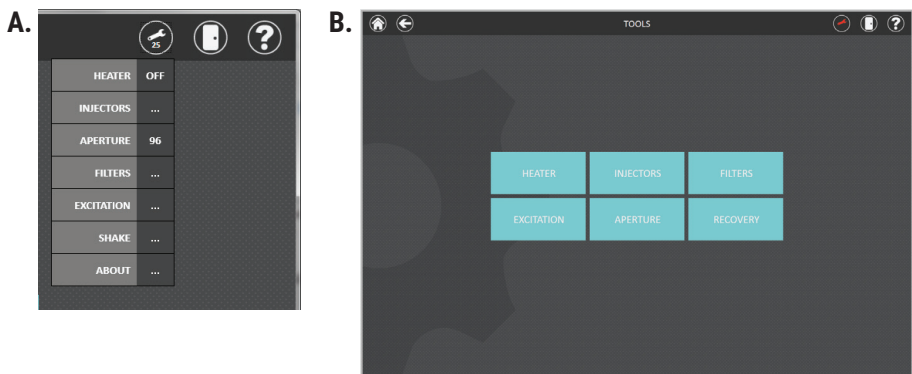 A.
25
?
HEATER OFF
INJECTORS ...
APERTURE 96
FILTERS ...
EXCITATION ...
SHAKE ...
ABOUT ...
B.
TOOLS
?
HEATER INJECTORS FILTERS
EXCITATION APERTURE RECOVERY